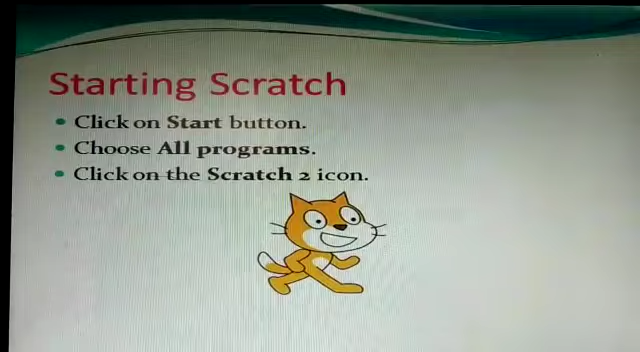 Starting Scratch
Click on Start button.
Choose All programs.
Click on the Scratch 2 icon.